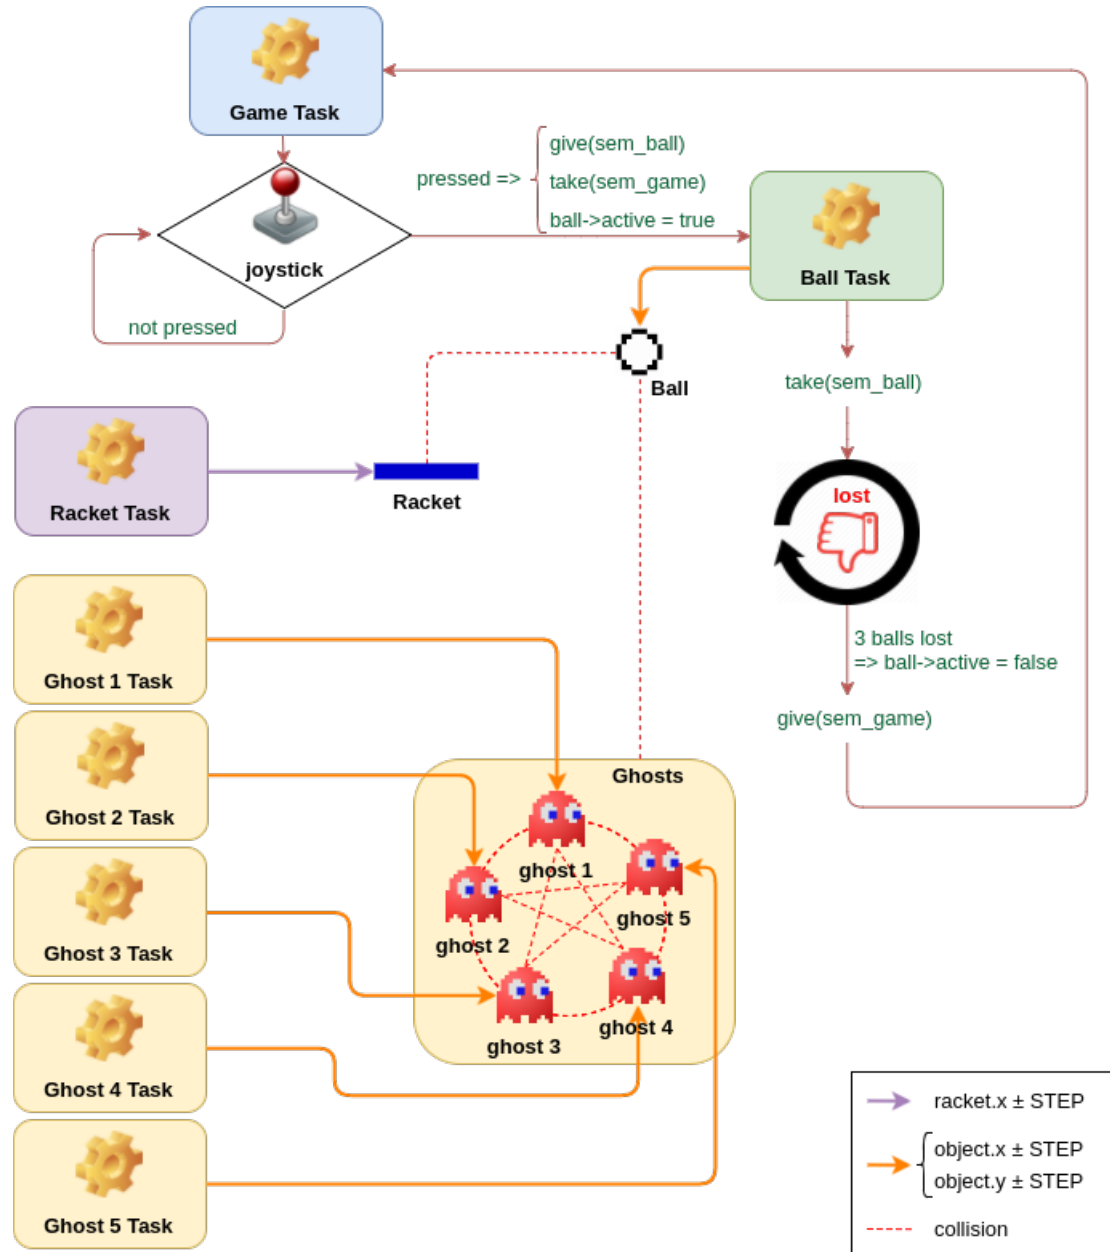 Game Task
give(sem_ball)
pressed =>
take(sem_game)
ball->active = true
joystick
Ball Task
not pressed
Ball
take(sem_ball)
Racket Task
Racket
lost
3 balls lost
=> ball->active = false
give(sem_game)
Ghost 1 Task
Ghost 2 Task
Ghost 3 Task
Ghost 4 Task
Ghost 5 Task
Ghosts
ghost 1
ghost 5
ghost 2
ghost 4
ghost 3
racket.x ± STEP
object.x ± STEP
object.y ± STEP
collision